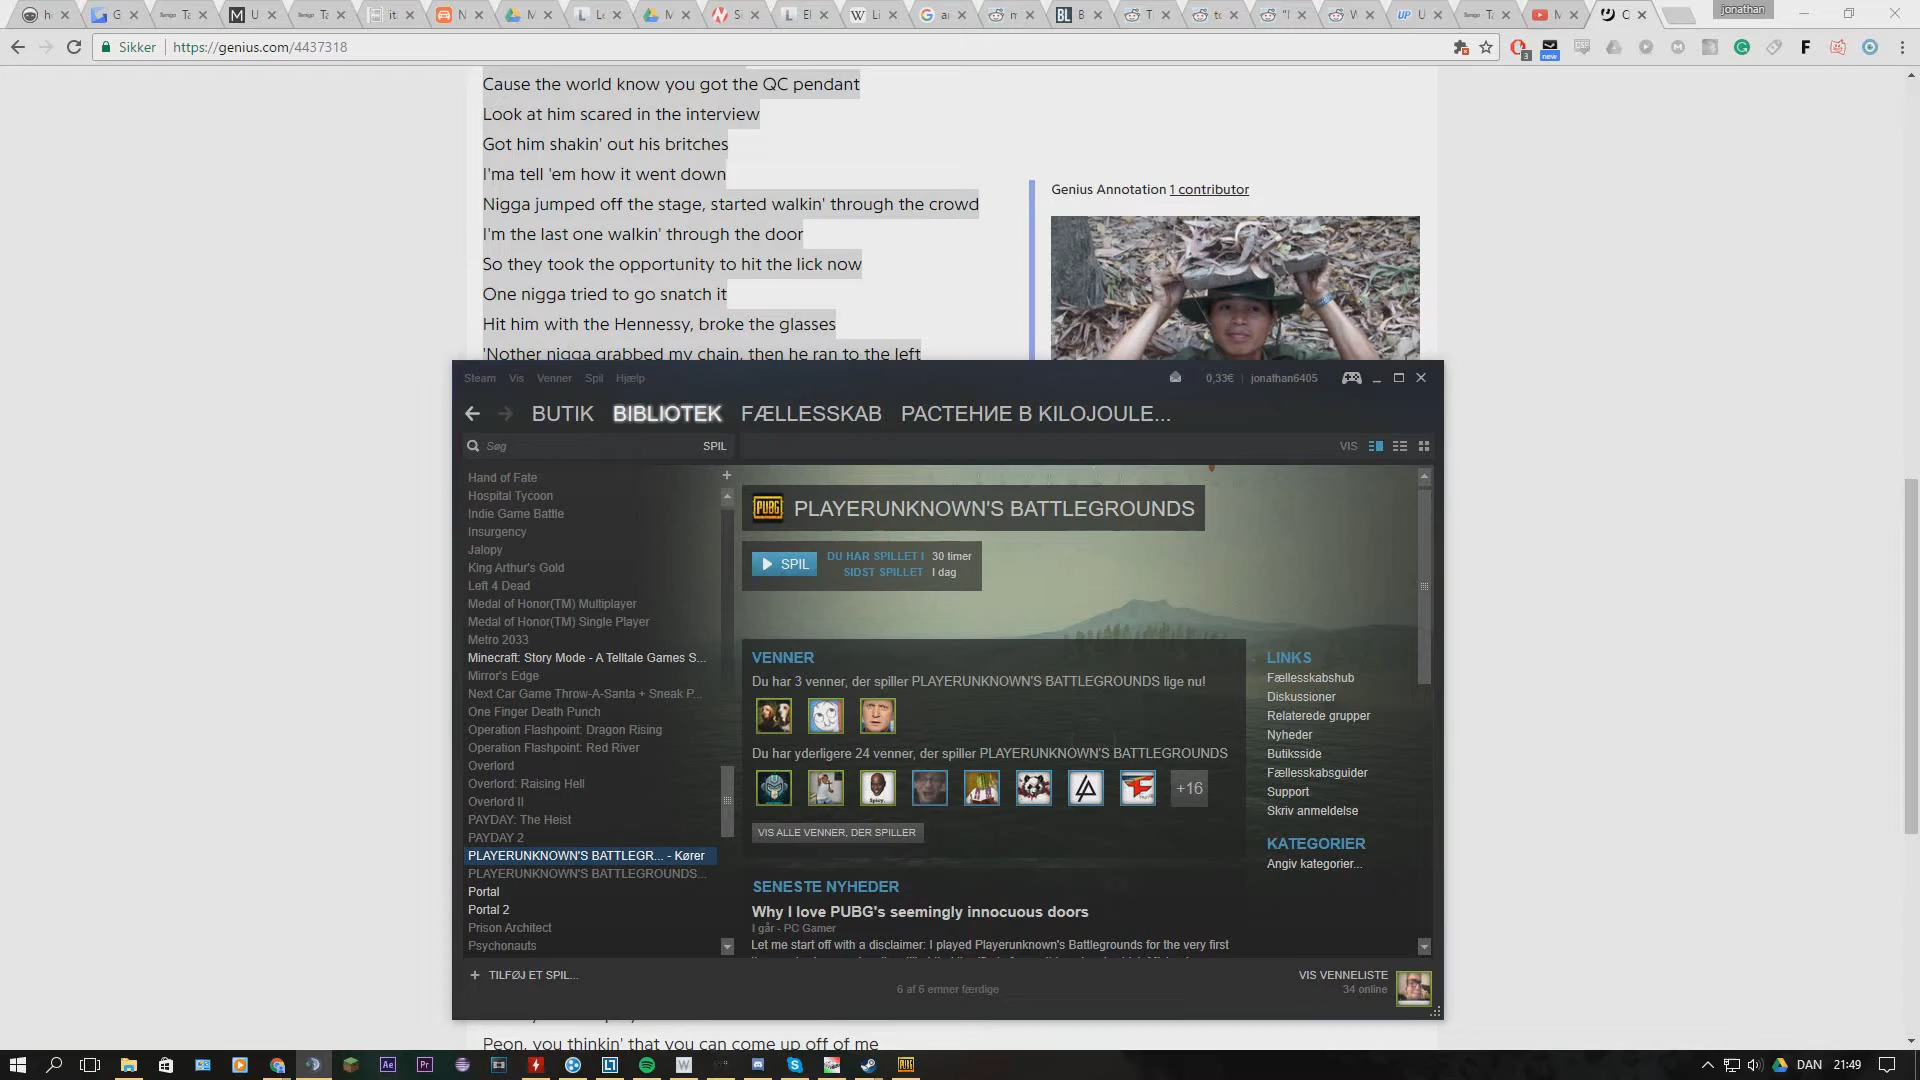 jonathan
Sikker
https://genius.com/4437318
new
Cause the world know you got the QC pendant
Look at him scared in the interview
Got him shakin' out his britches
I'ma tell 'em how it went down
Nigga jumped off the stage, started walkin' through the crowd
I'm the last one walkin' through the door
So they took the opportunity to hit the lick now
One nigga tried to go snatch it
Hit him with the Hennessy, broke the glasses
'Nother nigga grabbed my chain, then he ran to the left
Genius Annotation 1 contributor
Steam Vis Venner Spil Hjælp
0,33€ | jonathan6405
BUTIK BIBLIOTEK FÆLLESSKAB РАСТЕНИЕ В KILOJOULE...
Søg
SPIL
VIS
Hand of Fate
Hospital Tycoon
Indie Game Battle
Insurgency
Jalopy
King Arthur's Gold
Left 4 Dead
Medal of Honor(TM) Multiplayer
Medal of Honor(TM) Single Player
Metro 2033
Minecraft: Story Mode - A Telltale Games S...
Mirror's Edge
Next Car Game Throw-A-Santa + Sneak P...
One Finger Death Punch
Operation Flashpoint: Dragon Rising
Operation Flashpoint: Red River
Overlord
Overlord: Raising Hell
Overlord II
PAYDAY: The Heist
PAYDAY 2
PLAYERUNKNOWN'S BATTLEGR... - Kører
PLAYERUNKNOWN'S BATTLEGROUNDS...
Portal
Portal 2
Prison Architect
Psychonauts
PUBG
PLAYERUNKNOWN'S BATTLEGROUNDS
SPIL
DU HAR SPILLET I 30 timer
SIDST SPILLET I dag
VENNER
Du har 3 venner, der spiller PLAYERUNKNOWN'S BATTLEGROUNDS lige nu!
Du har yderligere 24 venner, der spiller PLAYERUNKNOWN'S BATTLEGROUNDS
Spicy.
+16
VIS ALLE VENNER, DER SPILLER
SENESTE NYHEDER
Why I love PUBG's seemingly innocuous doors
I går - PC Gamer
Let me start off with a disclaimer: I played Playerunknown's Battlegrounds for the very first
LINKS
Fællesskabshub
Diskussioner
Relaterede grupper
Nyheder
Butiksside
Fællesskabsguider
Support
Skriv anmeldelse
KATEGORIER
Angiv kategorier...
+ TILFØJ ET SPIL...
6 af 6 emner færdige
VIS VENNELISTE
34 online
Peon, you thinkin' that you can come up off of me
DAN
21:49